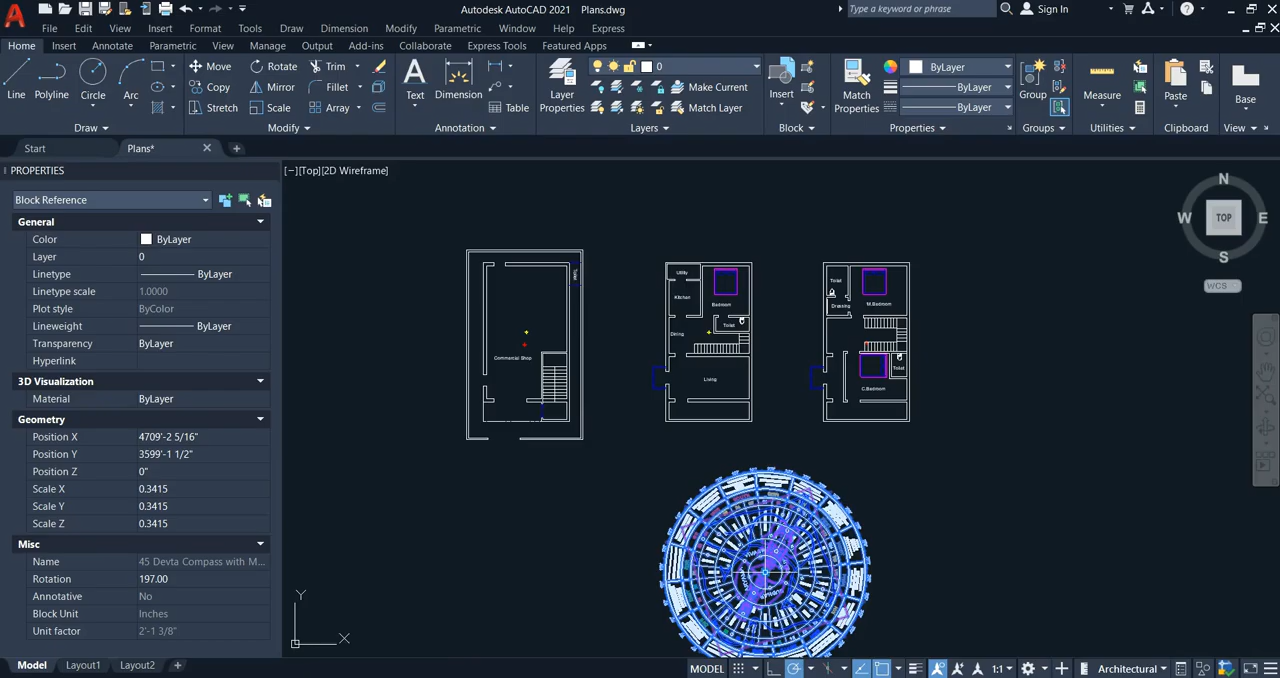 Autodesk AutoCAD 2021 Plans.dwg
Type a keyword or phrase
Sign In
File Edit View Insert Format Tools Draw Dimension Modify Parametric Window Help Express
Home Insert Annotate Parametric View Manage Output Add-ins Collaborate Express Tools Featured Apps
Line
Polyline
Circle
Arc
Move
Rotate
Trim
Copy
Mirror
Fillet
Stretch
Scale
Array
Text
Dimension
Table
Layer
Properties
0
Make Current
Match Layer
Insert
Match
Properties
ByLayer
ByLayer
ByLayer
Group
Measure
Paste
Base
Draw
Modify
Annotation
Layers
Block
Properties
Groups
Utilities
Clipboard
View
Start
Plans*
PROPERTIES
[−][Top][2D Wireframe]
Block Reference
General
Color ByLayer
Layer 0
Linetype ByLayer
Linetype scale 1.0000
Plot style ByColor
Lineweight ByLayer
Transparency ByLayer
Hyperlink
3D Visualization
Material ByLayer
Geometry
Position X 4709'-2 5/16"
Position Y 3599'-1 1/2"
Position Z 0"
Scale X 0.3415
Scale Y 0.3415
Scale Z 0.3415
Misc
Name 45 Devta Compass with M...
Rotation 197.00
Annotative No
Block Unit Inches
Unit factor 2'-1 3/8"
N
W TOP E
S
WCS
Toilet
Commercial Shop
Utility
Kitchen
Bedroom
Toilet
Dining
Living
Toilet
M.Bedroom
Dressing
Toilet
C.Bedroom
Y
X
Model Layout1 Layout2
MODEL 1:1 Architectural